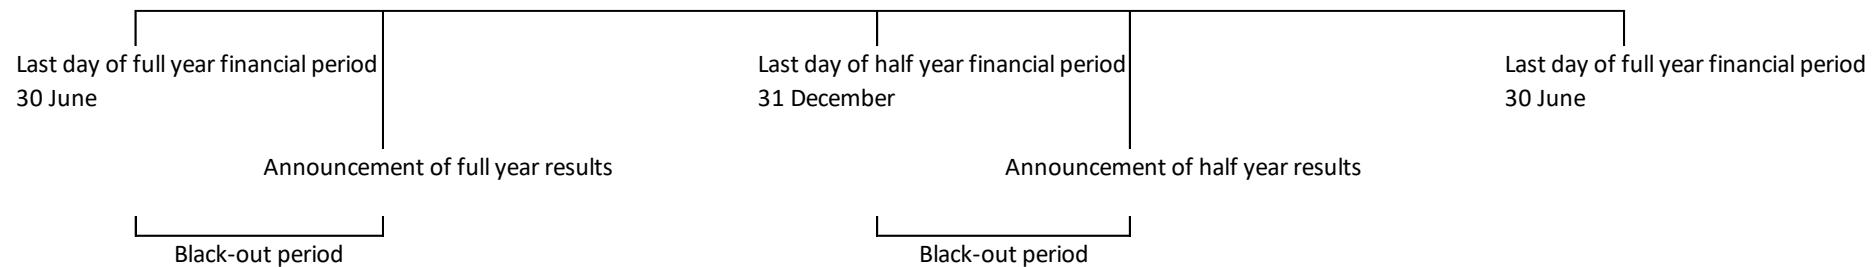 Last day of full year financial period
30 June
Last day of half year financial period
31 December
Last day of full year financial period
30 June
Announcement of full year results
Announcement of half year results
Black-out period
Black-out period